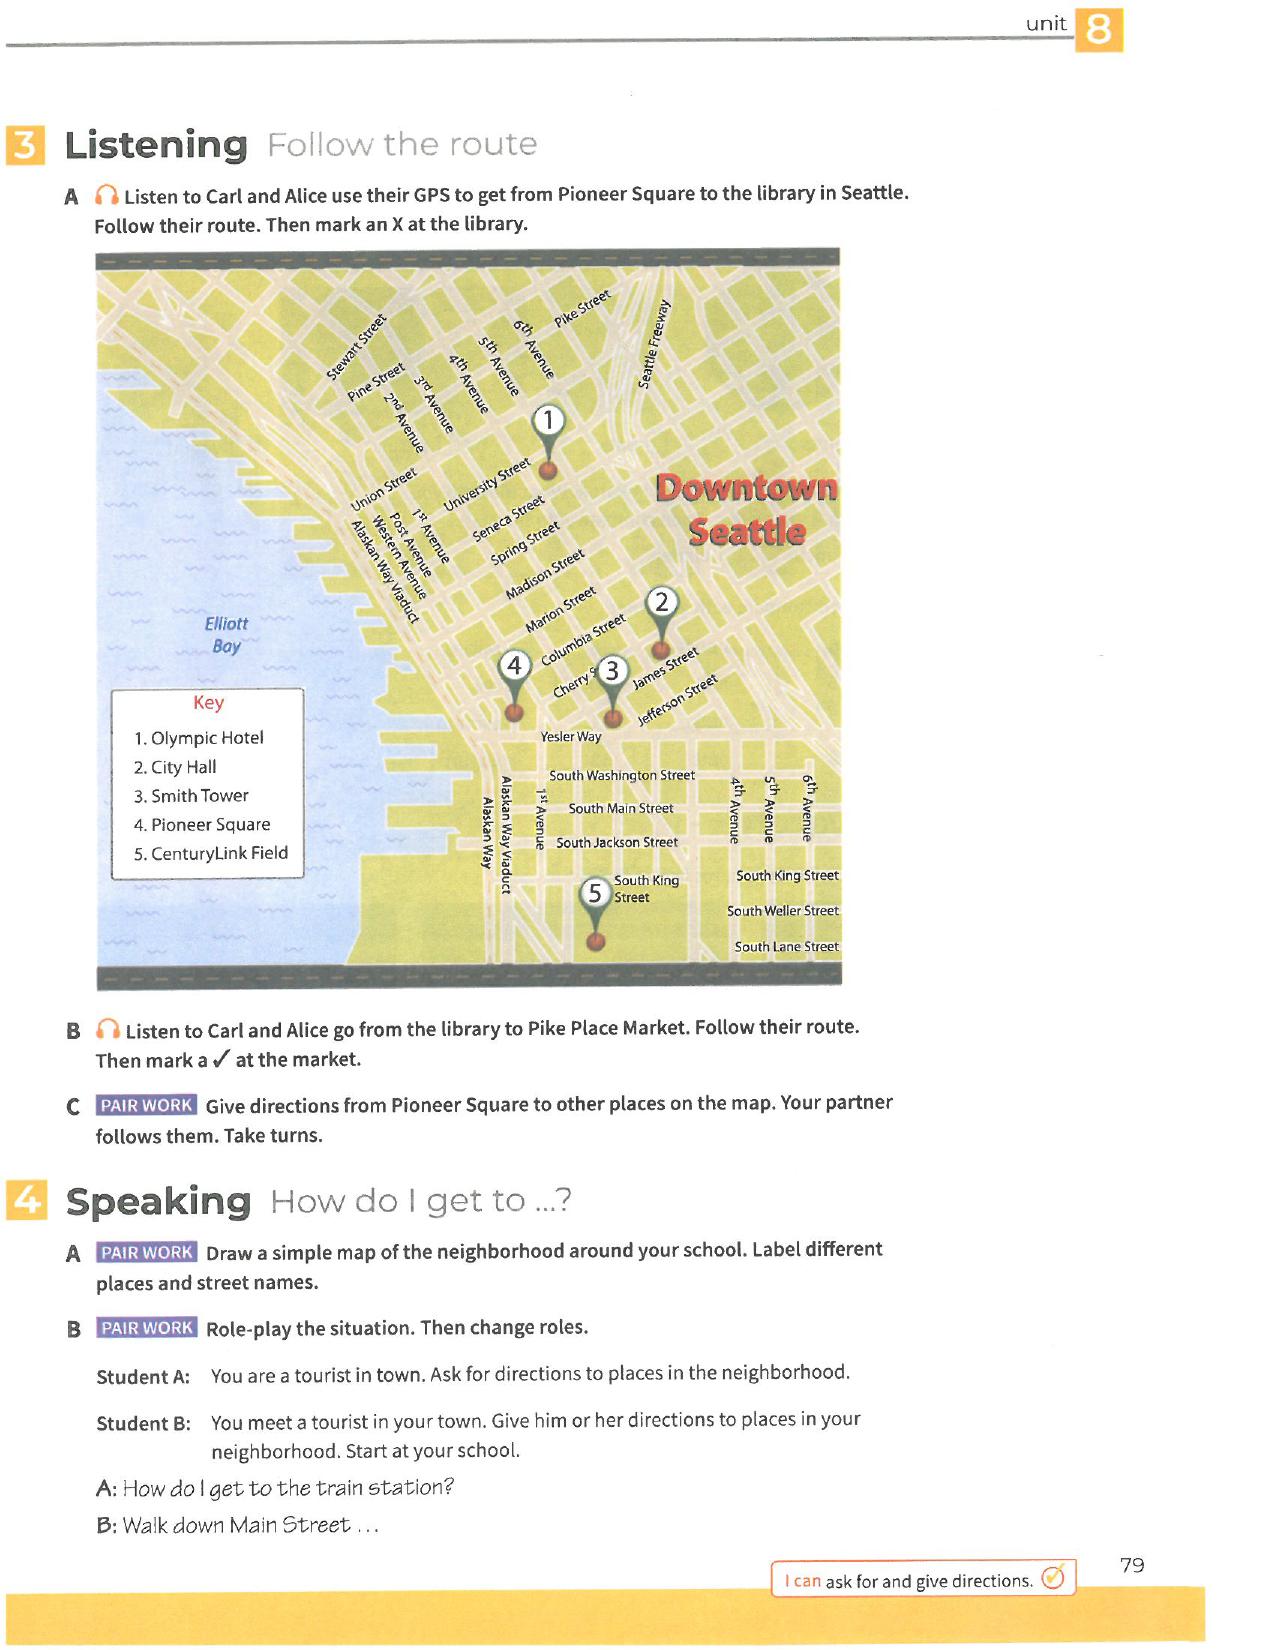 unit 8
3 Listening Follow the route
A Listen to Carl and Alice use their GPS to get from Pioneer Square to the library in Seattle.
Follow their route. Then mark an X at the library.
Stewart Street
Pine Street
Pike Street
6th Avenue
5th Avenue
4th Avenue
3rd Avenue
2nd Avenue
Seattle Freeway
1
Union Street
University Street
Downtown
Seattle
1st Avenue
Post Avenue
Western Avenue
Alaskan Way Viaduct
Seneca Street
Spring Street
Madison Street
Marion Street
Columbia Street
2
Elliott
Bay
4
Cherry S
3
James Street
Jefferson Street
Yesler Way
Key
1. Olympic Hotel
2. City Hall
3. Smith Tower
4. Pioneer Square
5. CenturyLink Field
South Washington Street
South Main Street
South Jackson Street
Alaskan Way
Alaskan Way Viaduct
1st Avenue
4th Avenue
5th Avenue
6th Avenue
5
South King
Street
South King Street
South Weller Street
South Lane Street
B Listen to Carl and Alice go from the library to Pike Place Market. Follow their route.
Then mark a ✓ at the market.
C PAIR WORK Give directions from Pioneer Square to other places on the map. Your partner
follows them. Take turns.
4 Speaking How do I get to ...?
A PAIR WORK Draw a simple map of the neighborhood around your school. Label different
places and street names.
B PAIR WORK Role-play the situation. Then change roles.
Student A: You are a tourist in town. Ask for directions to places in the neighborhood.
Student B: You meet a tourist in your town. Give him or her directions to places in your
neighborhood. Start at your school.
A: How do I get to the train station?
B: Walk down Main Street ...
I can ask for and give directions.
79